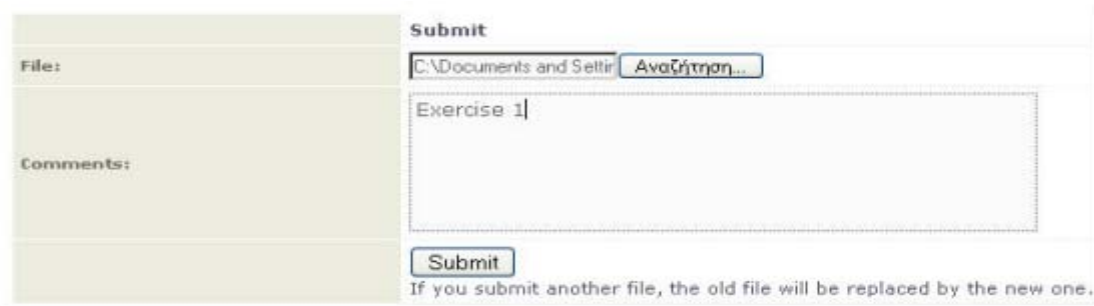 Submit
File: C:\Documents and Settin Αναζήτηση...
Exercise 1
Comments:
Submit
If you submit another file, the old file will be replaced by the new one.